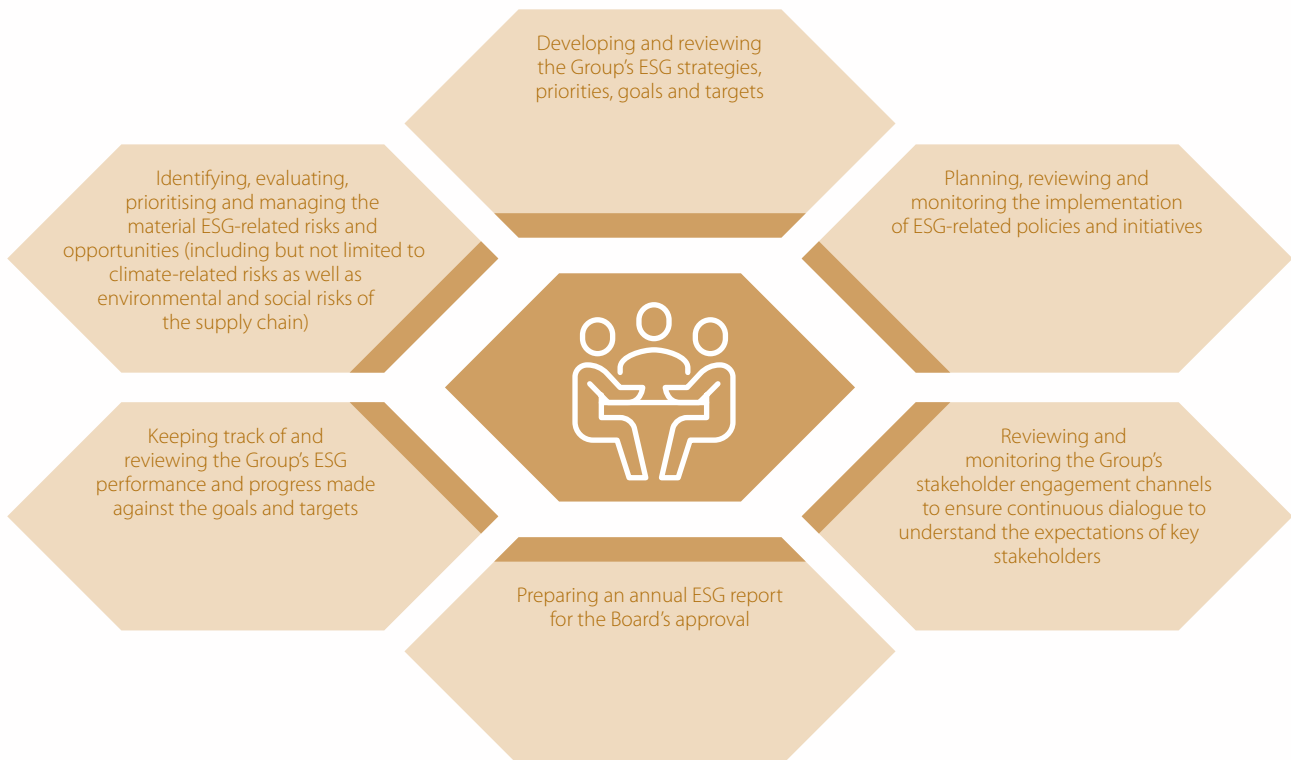 Developing and reviewing
the Group’s ESG strategies,
priorities, goals and targets
Identifying, evaluating,
prioritising and managing the
material ESG-related risks and
opportunities (including but not limited to
climate-related risks as well as
environmental and social risks of
the supply chain)
Planning, reviewing and
monitoring the implementation
of ESG-related policies and initiatives
Keeping track of and
reviewing the Group’s ESG
performance and progress made
against the goals and targets
Reviewing and
monitoring the Group’s
stakeholder engagement channels
to ensure continuous dialogue to
understand the expectations of key
stakeholders
Preparing an annual ESG report
for the Board’s approval